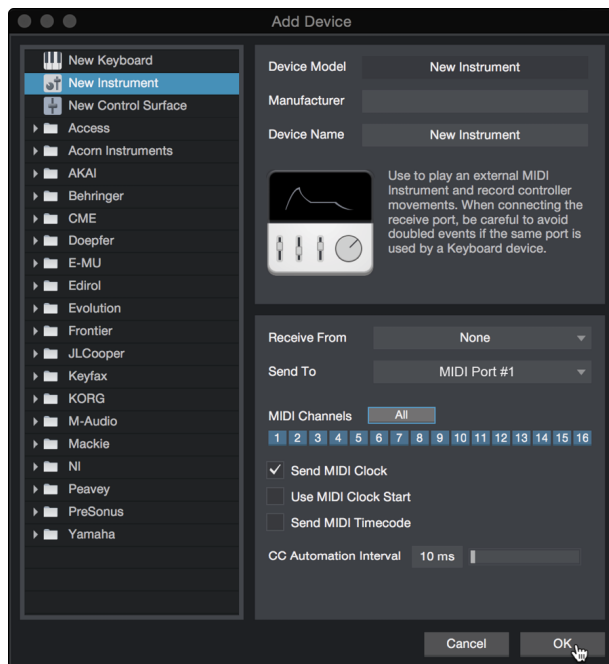 Add Device
New Keyboard
New Instrument
New Control Surface
Access
Acorn Instruments
AKAI
Behringer
CME
Doepfer
E-MU
Edirol
Evolution
Frontier
JLCooper
Keyfax
KORG
M-Audio
Mackie
NI
Peavey
PreSonus
Yamaha
Device Model New Instrument
Manufacturer
Device Name New Instrument
Use to play an external MIDI
Instrument and record controller
movements. When connecting the
receive port, be careful to avoid
doubled events if the same port is
used by a Keyboard device.
Receive From None
Send To MIDI Port #1
MIDI Channels All
1 2 3 4 5 6 7 8 9 10 11 12 13 14 15 16
Send MIDI Clock
Use MIDI Clock Start
Send MIDI Timecode
CC Automation Interval 10 ms
Cancel OK